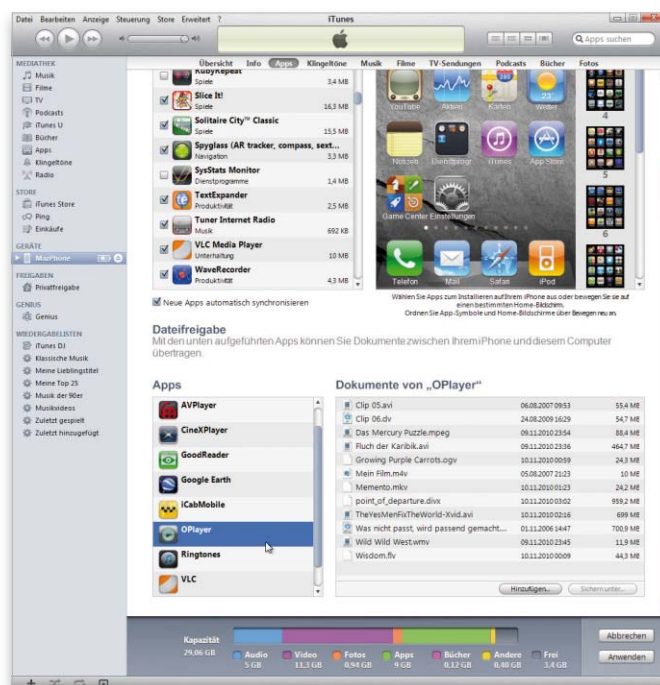 Datei Bearbeiten Anzeige Steuerung Store Erweitert ?
iTunes
Apps suchen
MEDIATHEK
Musik
Filme
TV
Podcasts
iTunes U
Bücher
Apps
Klingeltöne
Radio
STORE
iTunes Store
Ping
Einkäufe
GERÄTE
MacPhone
FREIGABEN
Privatfreigabe
GENIUS
Genius
WIEDERGABELISTEN
iTunes DJ
Klassische Musik
Meine Lieblingstitel
Meine Top 25
Musik der 90er
Musikvideos
Zuletzt gespielt
Zuletzt hinzugefügt
Übersicht Info Apps Klingeltöne Musik Filme TV-Sendungen Podcasts Bücher Fotos
RubyRepeat
Spiele 3,4 MB
Slice It!
Spiele 16,3 MB
Solitaire City™ Classic
Spiele 15,5 MB
Spyglass (AR tracker, compass, sext...
Navigation 3,3 MB
SysStats Monitor
Dienstprogramme 1,4 MB
TextExpander
Produktivität 2,5 MB
Tuner Internet Radio
Musik 692 KB
VLC Media Player
Unterhaltung 10 MB
WaveRecorder
Produktivität 4,3 MB
YouTube Aktien Karten Wetter
Notizen Dienstprogr iTunes App Store
Game Center Einstellungen
Telefon Mail Safari iPod
4
5
6
Neue Apps automatisch synchronisieren
Wählen Sie Apps zum Installieren auf Ihrem iPhone aus oder bewegen Sie sie auf
einen bestimmten Home-Bildschirm.
Ordnen Sie App-Symbole und Home-Bildschirme über Bewegen neu an.
Dateifreigabe
Mit den unten aufgeführten Apps können Sie Dokumente zwischen Ihrem iPhone und diesem Computer
übertragen.
Apps
AVPlayer
CineXPlayer
GoodReader
Google Earth
iCabMobile
OPlayer
Ringtones
VLC
Dokumente von „OPlayer“
Clip 05.avi 06.08.2007 09:53 55,4 MB
Clip 06.dv 24.08.2009 16:29 54,7 MB
Das Mercury Puzzle.mpeg 09.11.2010 23:54 88,4 MB
Fluch der Karibik.avi 09.11.2010 23:36 464,7 MB
Growing Purple Carrots.ogv 10.11.2010 00:59 24,3 MB
Mein Film.m4v 05.08.2007 21:23 10 MB
Memento.mkv 10.11.2010 01:23 24,2 MB
point_of_departure.divx 10.11.2010 03:02 959,2 MB
TheYesMenFixTheWorld-Xvid.avi 10.11.2010 02:16 699 MB
Was nicht passt, wird passend gemacht... 01.11.2006 14:47 700,9 MB
Wild Wild West.wmv 09.11.2010 23:45 11,9 MB
Wisdom.flv 10.11.2010 00:09 44,3 MB
Hinzufügen... Sichern unter...
Kapazität
29,06 GB
Audio Video Fotos Apps Bücher Andere Frei
5 GB 11,3 GB 0,94 GB 9 GB 0,12 GB 0,40 GB 3,4 GB
Abbrechen
Anwenden